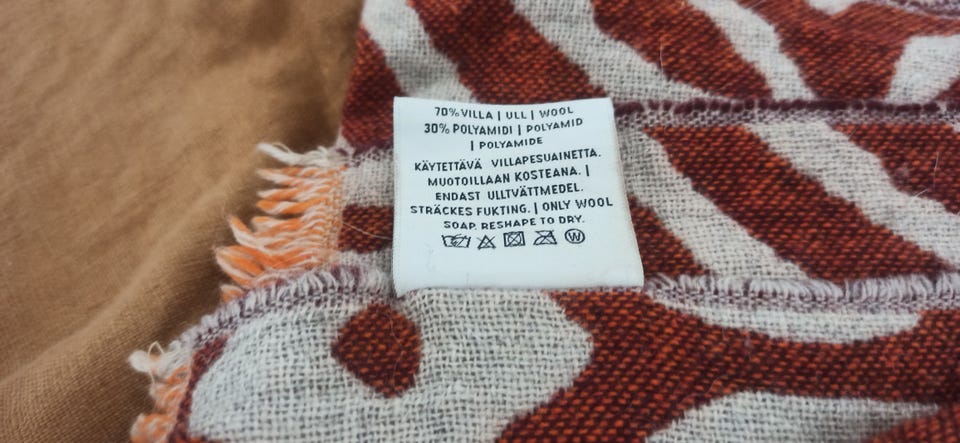 70% VILLA | ULL | WOOL
30% POLYAMIDI | POLYAMID
| POLYAMIDE
KÄYTETTÄVÄ VILLAPESUAINETTA.
MUOTOILLAAN KOSTEANA. |
ENDAST ULLTVÄTTMEDEL.
STRÄCKES FUKTING. | ONLY WOOL
SOAP. RESHAPE TO DRY.
W